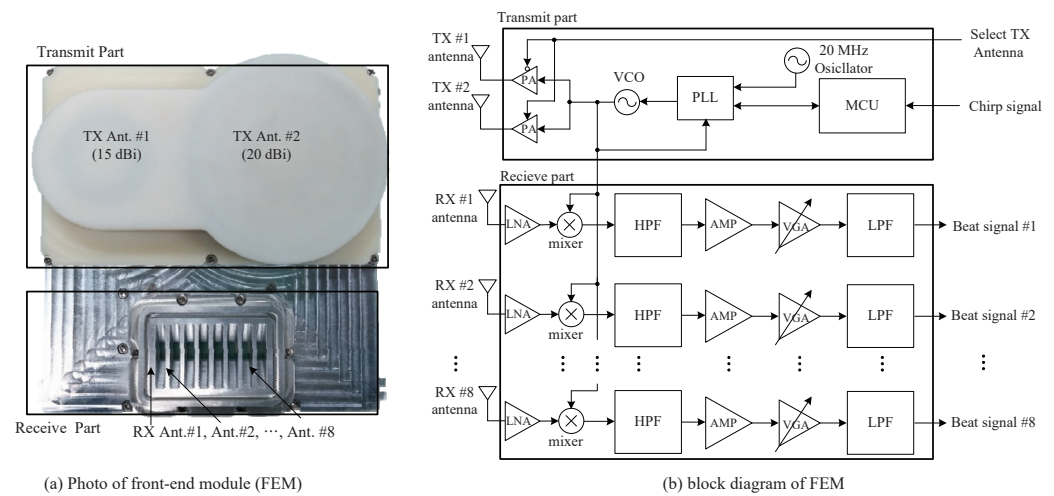 Transmit Part
TX Ant. #1
(15 dBi)
TX Ant. #2
(20 dBi)
Receive Part
RX Ant.#1, Ant.#2, ⋯, Ant. #8
(a) Photo of front-end module (FEM)
Transmit part
TX #1
antenna
TX #2
antenna
PA
PA
VCO
PLL
20 MHz
Osicllator
MCU
Select TX
Antenna
Chirp signal
Recieve part
RX #1
antenna
LNA
mixer
HPF
AMP
VGA
LPF
Beat signal #1
RX #2
antenna
LNA
mixer
HPF
AMP
VGA
LPF
Beat signal #2
RX #8
antenna
LNA
mixer
HPF
AMP
VGA
LPF
Beat signal #8
(b) block diagram of FEM